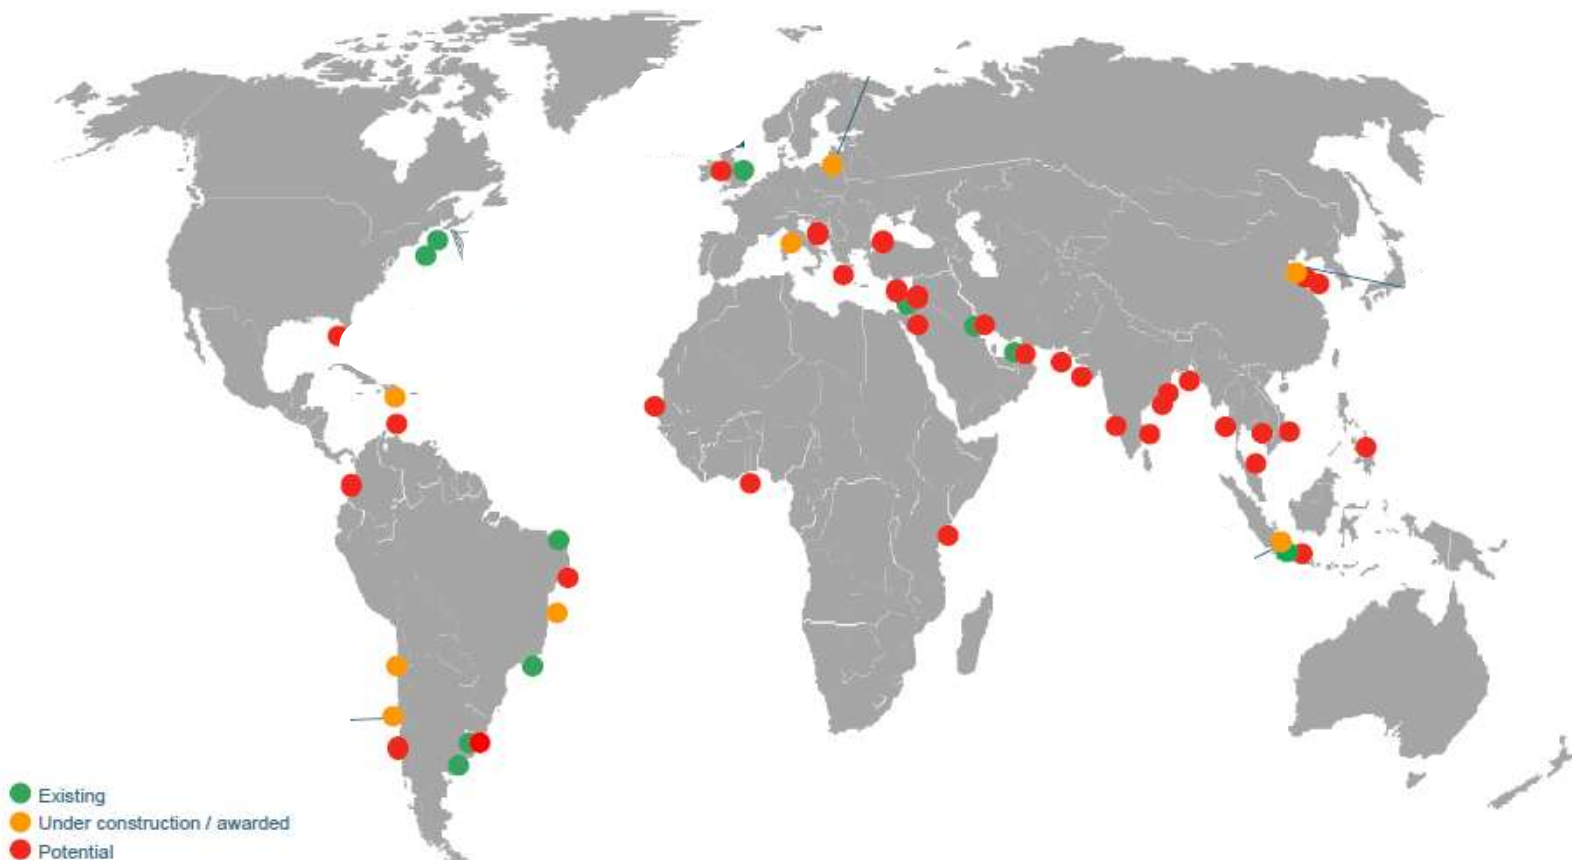 Existing
Under construction / awarded
Potential